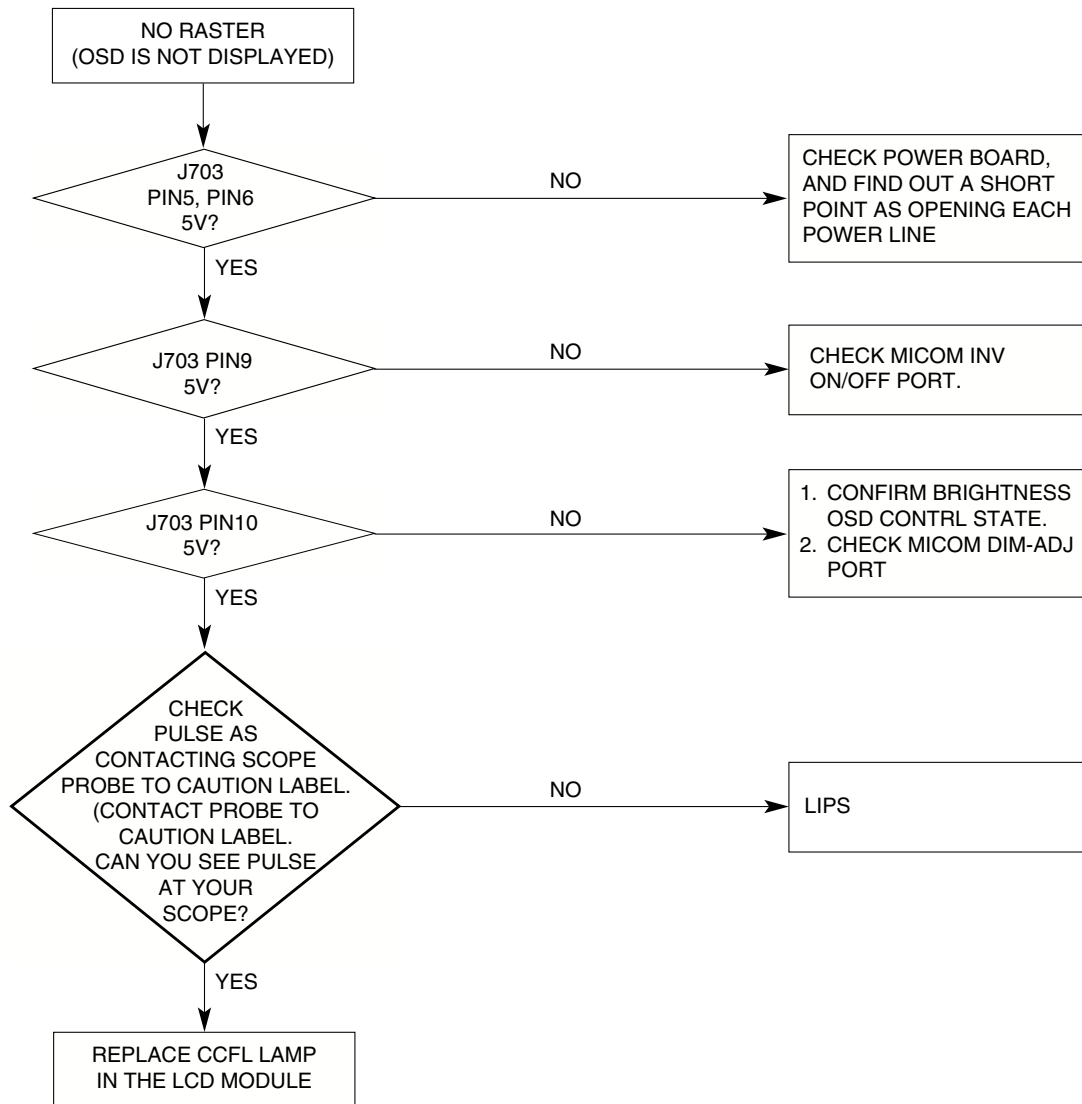 NO RASTER
(OSD IS NOT DISPLAYED)
J703
PIN5, PIN6
5V?
NO
CHECK POWER BOARD,
AND FIND OUT A SHORT
POINT AS OPENING EACH
POWER LINE
YES
J703 PIN9
5V?
NO
CHECK MICOM INV
ON/OFF PORT.
YES
J703 PIN10
5V?
NO
1. CONFIRM BRIGHTNESS
OSD CONTRL STATE.
2. CHECK MICOM DIM-ADJ
PORT
YES
CHECK
PULSE AS
CONTACTING SCOPE
PROBE TO CAUTION LABEL.
(CONTACT PROBE TO
CAUTION LABEL.
CAN YOU SEE PULSE
AT YOUR
SCOPE?
NO
LIPS
YES
REPLACE CCFL LAMP
IN THE LCD MODULE